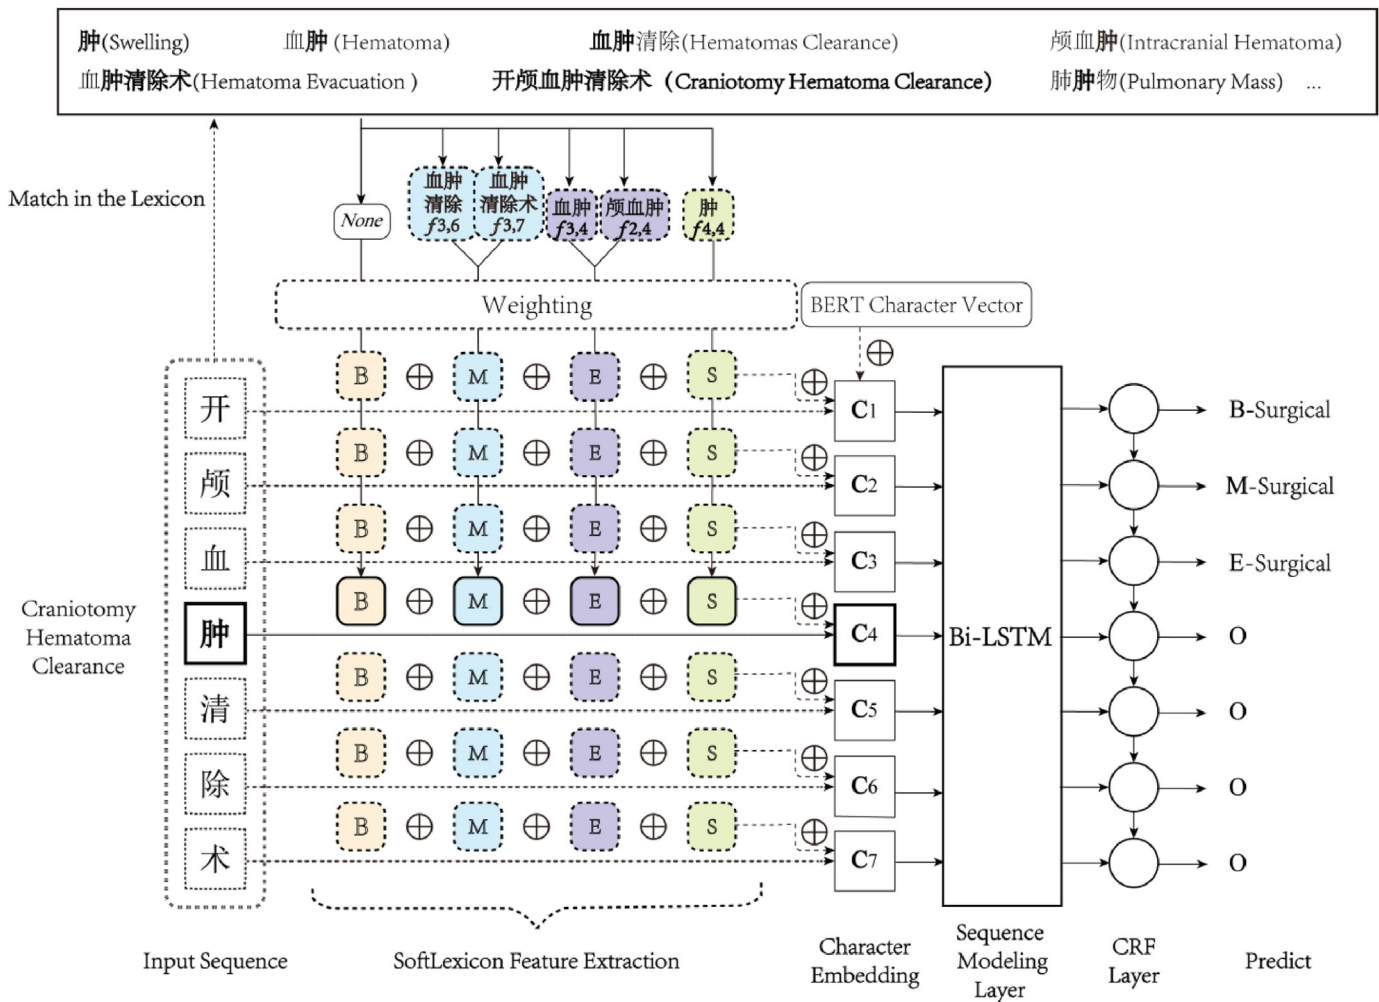 肿(Swelling) 血肿 (Hematoma) 血肿清除(Hematomas Clearance) 颅血肿(Intracranial Hematoma)
血肿清除术(Hematoma Evacuation ) 开颅血肿清除术（Craniotomy Hematoma Clearance） 肺肿物(Pulmonary Mass) ...
Match in the Lexicon
None
血肿
清除
f3,6
血肿
清除术
f3,7
血肿
f3,4
颅血肿
f2,4
肿
f4,4
Weighting
BERT Character Vector
开 B M E S C1 B-Surgical
颅 B M E S C2 M-Surgical
血 B M E S C3 E-Surgical
Craniotomy
Hematoma
Clearance
肿 B M E S C4 Bi-LSTM O
清 B M E S C5 O
除 B M E S C6 O
术 B M E S C7 O
Input Sequence
SoftLexicon Feature Extraction
Character
Embedding
Sequence
Modeling
Layer
CRF
Layer
Predict